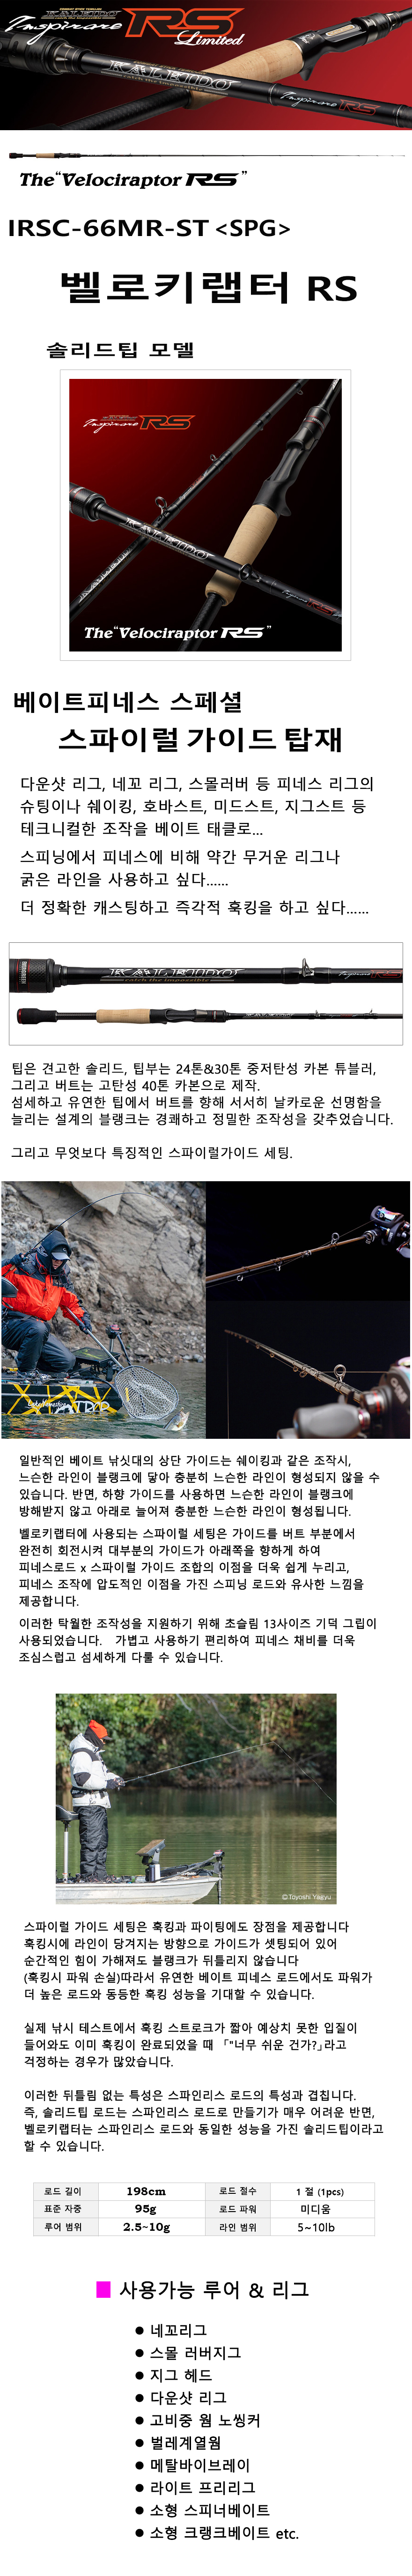 KALEIDO
Inspirare RS
Limited
KALEIDO
Inspirare RS
The "Velociraptor RS"
IRSC-66MR-ST <SPG>
벨로키랩터 RS
솔리드팁 모델
Inspirare RS
KALEIDO
The "Velociraptor RS"
베이트피네스 스페셜
스파이럴 가이드 탑재
다운샷 리그, 네꼬 리그, 스몰러버 등 피네스 리그의
슈팅이나 쉐이킹, 호바스트, 미드스트, 지그스트 등
테크니컬한 조작을 베이트 태클로...
스피닝에서 피네스에 비해 약간 무거운 리그나
굵은 라인을 사용하고 싶다......
더 정확한 캐스팅하고 즉각적 훅킹을 하고 싶다......
KALEIDO
catch the impossible
Inspirare RS
팁은 견고한 솔리드, 팁부는 24톤&30톤 중저탄성 카본 튜블러,
그리고 버트는 고탄성 40톤 카본으로 제작.
섬세하고 유연한 팁에서 버트를 향해 서서히 날카로운 선명함을
늘리는 설계의 블랭크는 경쾌하고 정밀한 조작성을 갖추었습니다.
그리고 무엇보다 특징적인 스파이럴가이드 세팅.
일반적인 베이트 낚싯대의 상단 가이드는 쉐이킹과 같은 조작시,
느슨한 라인이 블랭크에 닿아 충분히 느슨한 라인이 형성되지 않을 수
있습니다. 반면, 하향 가이드를 사용하면 느슨한 라인이 블랭크에
방해받지 않고 아래로 늘어져 충분한 느슨한 라인이 형성됩니다.
벨로키랩터에 사용되는 스파이럴 세팅은 가이드를 버트 부분에서
완전히 회전시켜 대부분의 가이드가 아래쪽을 향하게 하여
피네스로드 x 스파이럴 가이드 조합의 이점을 더욱 쉽게 누리고,
피네스 조작에 압도적인 이점을 가진 스피닝 로드와 유사한 느낌을
제공합니다.
이러한 탁월한 조작성을 지원하기 위해 초슬림 13사이즈 기덕 그립이
사용되었습니다. 가볍고 사용하기 편리하여 피네스 채비를 더욱
조심스럽고 섬세하게 다룰 수 있습니다.
©Toyoshi Yikjyu
스파이럴 가이드 세팅은 훅킹과 파이팅에도 장점을 제공합니다
훅킹시에 라인이 당겨지는 방향으로 가이드가 셋팅되어 있어
순간적인 힘이 가해져도 블랭크가 뒤틀리지 않습니다
(훅킹시 파워 손실)따라서 유연한 베이트 피네스 로드에서도 파워가
더 높은 로드와 동등한 훅킹 성능을 기대할 수 있습니다.
실제 낚시 테스트에서 훅킹 스트로크가 짧아 예상치 못한 입질이
들어와도 이미 훅킹이 완료되었을 때 「"너무 쉬운 건가?」라고
걱정하는 경우가 많았습니다.
이러한 뒤틀림 없는 특성은 스파인리스 로드의 특성과 겹칩니다.
즉, 솔리드팁 로드는 스파인리스 로드로 만들기가 매우 어려운 반면,
벨로키랩터는 스파인리스 로드와 동일한 성능을 가진 솔리드팁이라고
할 수 있습니다.
로드 길이 198cm 로드 절수 1 절 (1pcs)
표준 자중 95g 로드 파워 미디움
루어 범위 2.5~10g 라인 범위 5~10lb
■ 사용가능 루어 & 리그
● 네꼬리그
● 스몰 러버지그
● 지그 헤드
● 다운샷 리그
● 고비중 웜 노씽커
● 벌레계열웜
● 메탈바이브레이
● 라이트 프리리그
● 소형 스피너베이트
● 소형 크랭크베이트 etc.